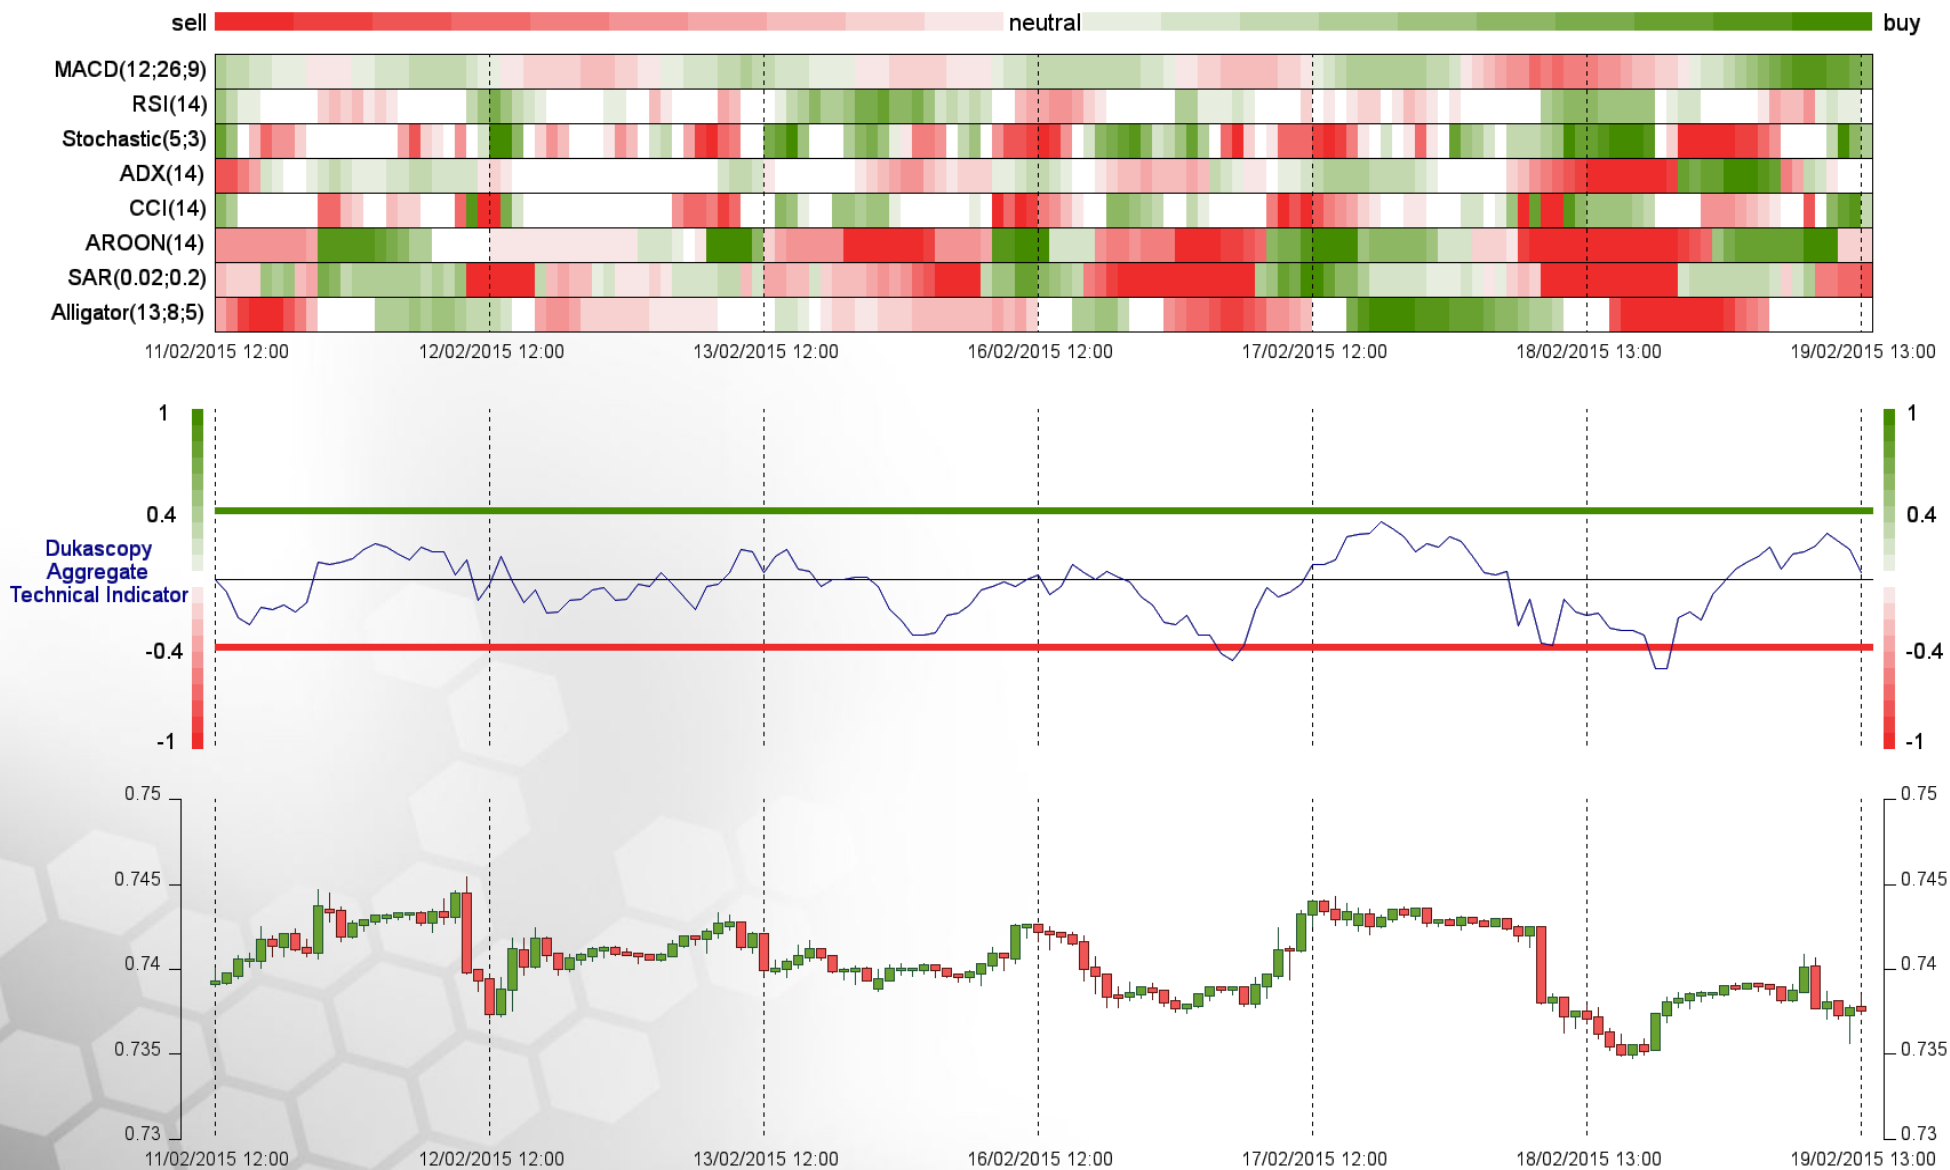 sell neutral buy
MACD(12;26;9)
RSI(14)
Stochastic(5;3)
ADX(14)
CCI(14)
AROON(14)
SAR(0.02;0.2)
Alligator(13;8;5)
11/02/2015 12:00 12/02/2015 12:00 13/02/2015 12:00 16/02/2015 12:00 17/02/2015 12:00 18/02/2015 13:00 19/02/2015 13:00
1 1
0.4 0.4
Dukascopy
Aggregate
Technical Indicator
-0.4 -0.4
-1 -1
0.75 0.75
0.745 0.745
0.74 0.74
0.735 0.735
0.73 0.73
11/02/2015 12:00 12/02/2015 12:00 13/02/2015 12:00 16/02/2015 12:00 17/02/2015 12:00 18/02/2015 13:00 19/02/2015 13:00